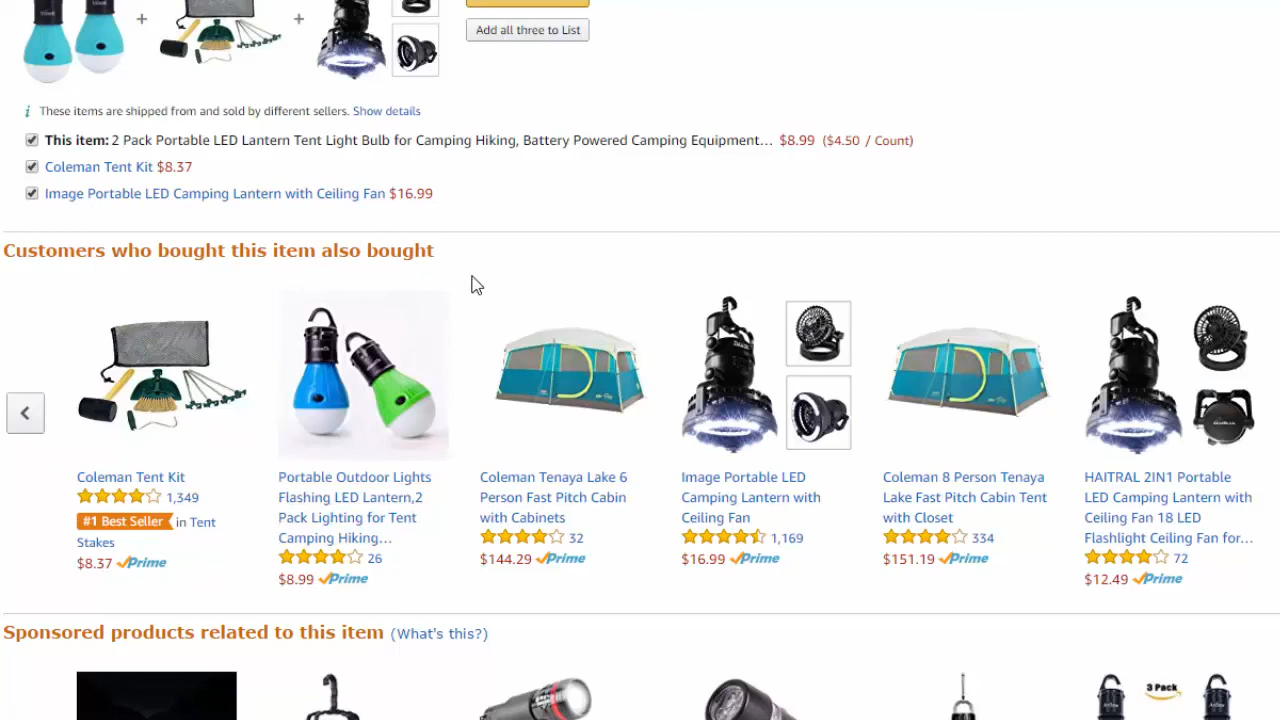 Add all three to List
i These items are shipped from and sold by different sellers. Show details
This item: 2 Pack Portable LED Lantern Tent Light Bulb for Camping Hiking, Battery Powered Camping Equipment… $8.99 ($4.50 / Count)
Coleman Tent Kit $8.37
Image Portable LED Camping Lantern with Ceiling Fan $16.99
Customers who bought this item also bought
Coleman Tent Kit
1,349
#1 Best Seller in Tent
Stakes
$8.37 Prime
Portable Outdoor Lights
Flashing LED Lantern,2
Pack Lighting for Tent
Camping Hiking…
26
$8.99 Prime
Coleman Tenaya Lake 6
Person Fast Pitch Cabin
with Cabinets
32
$144.29 Prime
Image Portable LED
Camping Lantern with
Ceiling Fan
1,169
$16.99 Prime
Coleman 8 Person Tenaya
Lake Fast Pitch Cabin Tent
with Closet
334
$151.19 Prime
HAITRAL 2IN1 Portable
LED Camping Lantern with
Ceiling Fan 18 LED
Flashlight Ceiling Fan for…
72
$12.49 Prime
Sponsored products related to this item (What's this?)
3 Pack